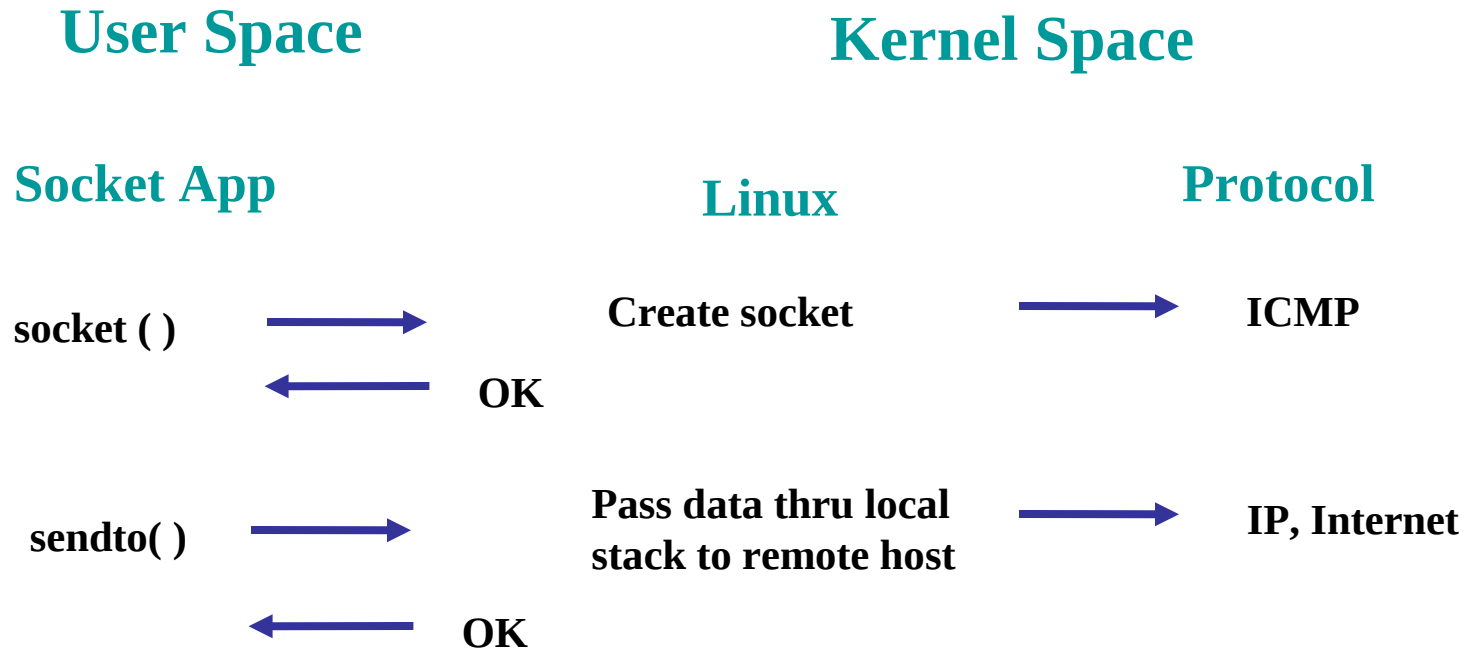 User Space
Kernel Space
Socket App
Linux
Protocol
socket ( )
Create socket
ICMP
OK
sendto( )
Pass data thru local
stack to remote host
IP, Internet
OK